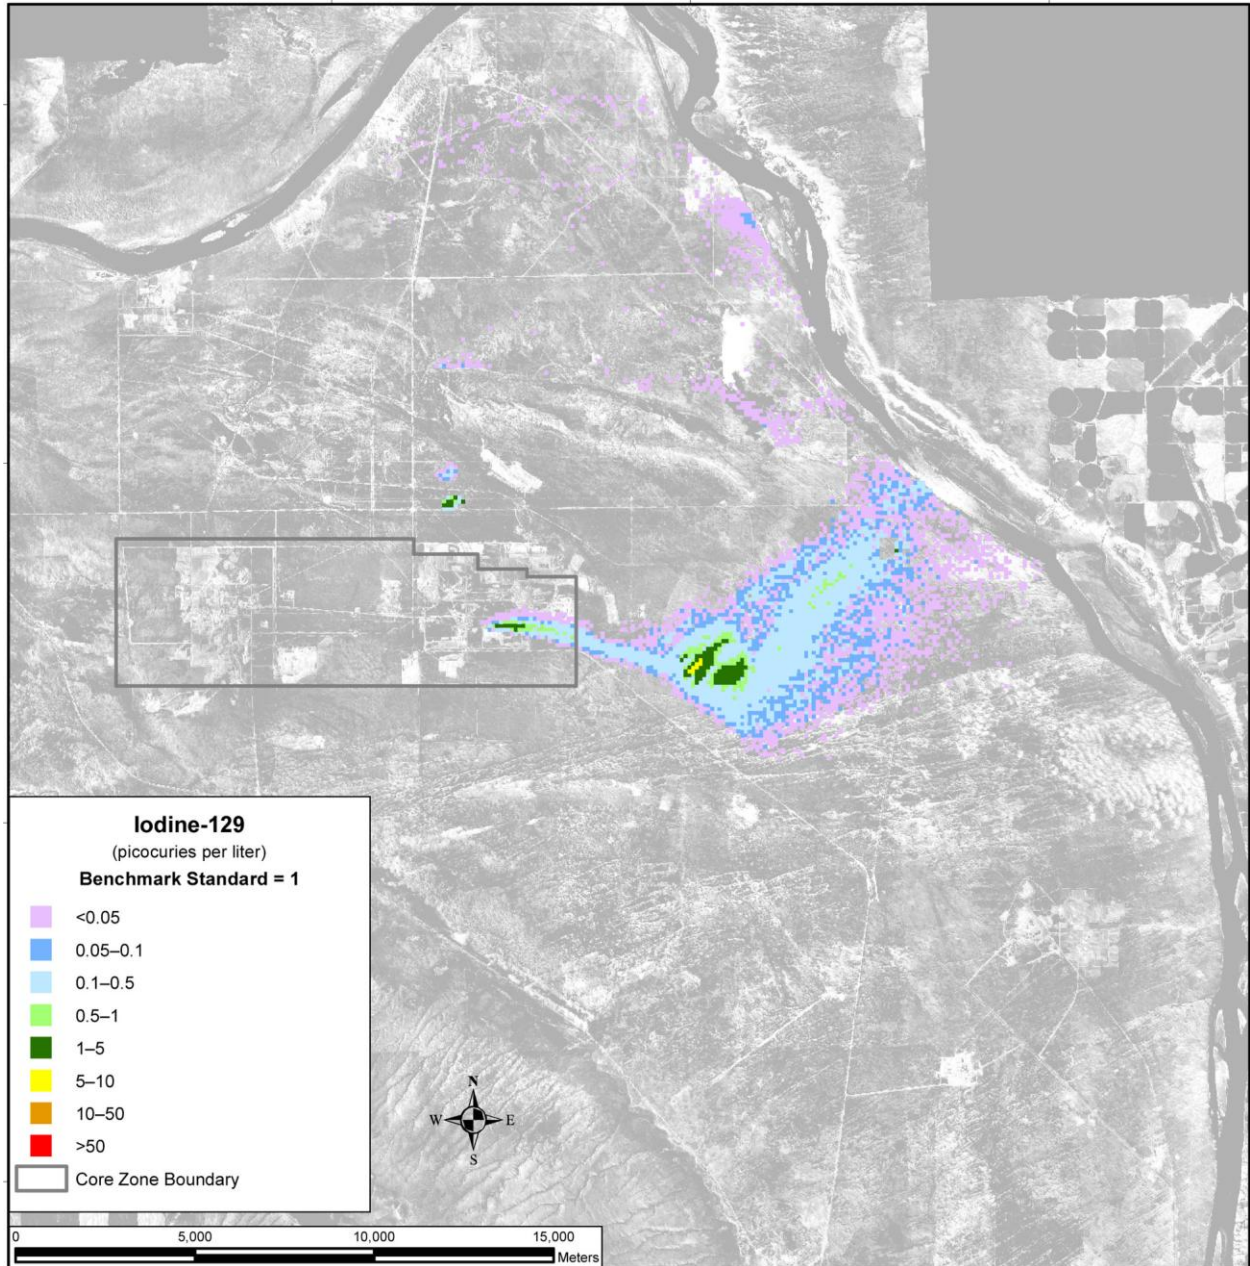 Iodine-129
(picocuries per liter)
Benchmark Standard = 1
<0.05
0.05–0.1
0.1–0.5
0.5–1
1–5
5–10
10–50
>50
Core Zone Boundary
N
W E
S
0 5,000 10,000 15,000
Meters